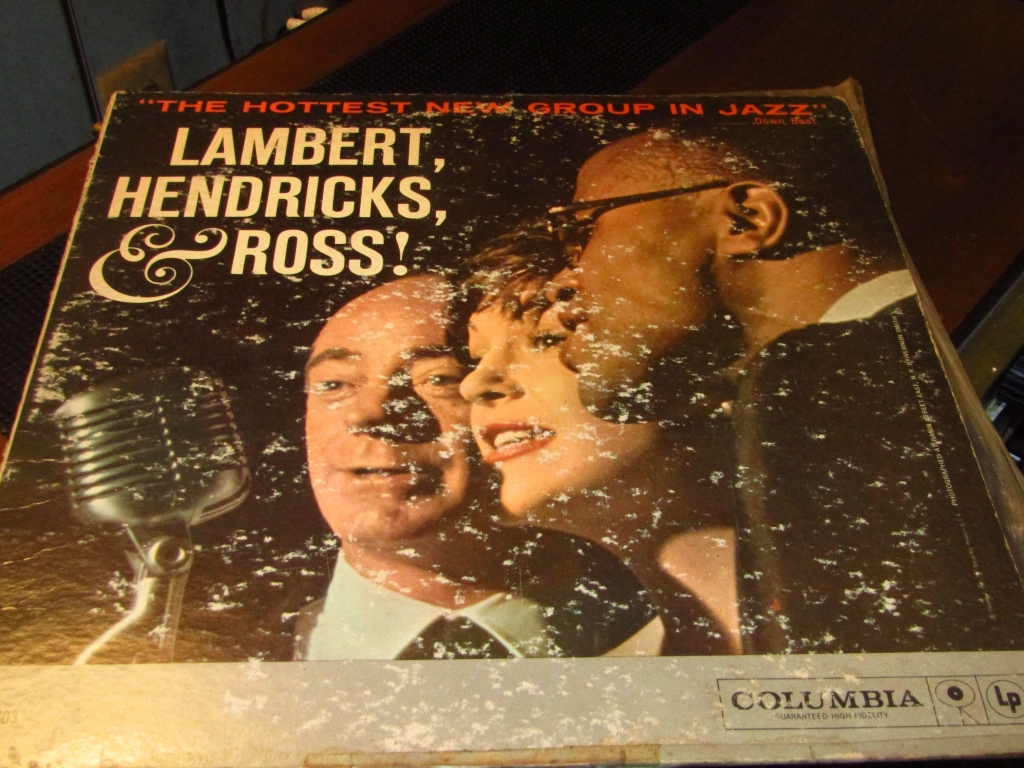 "THE HOTTEST NEW GROUP IN JAZZ"
Down Beat
LAMBERT,
HENDRICKS,
& ROSS!
COLUMBIA
GUARANTEED HIGH FIDELITY
Lp